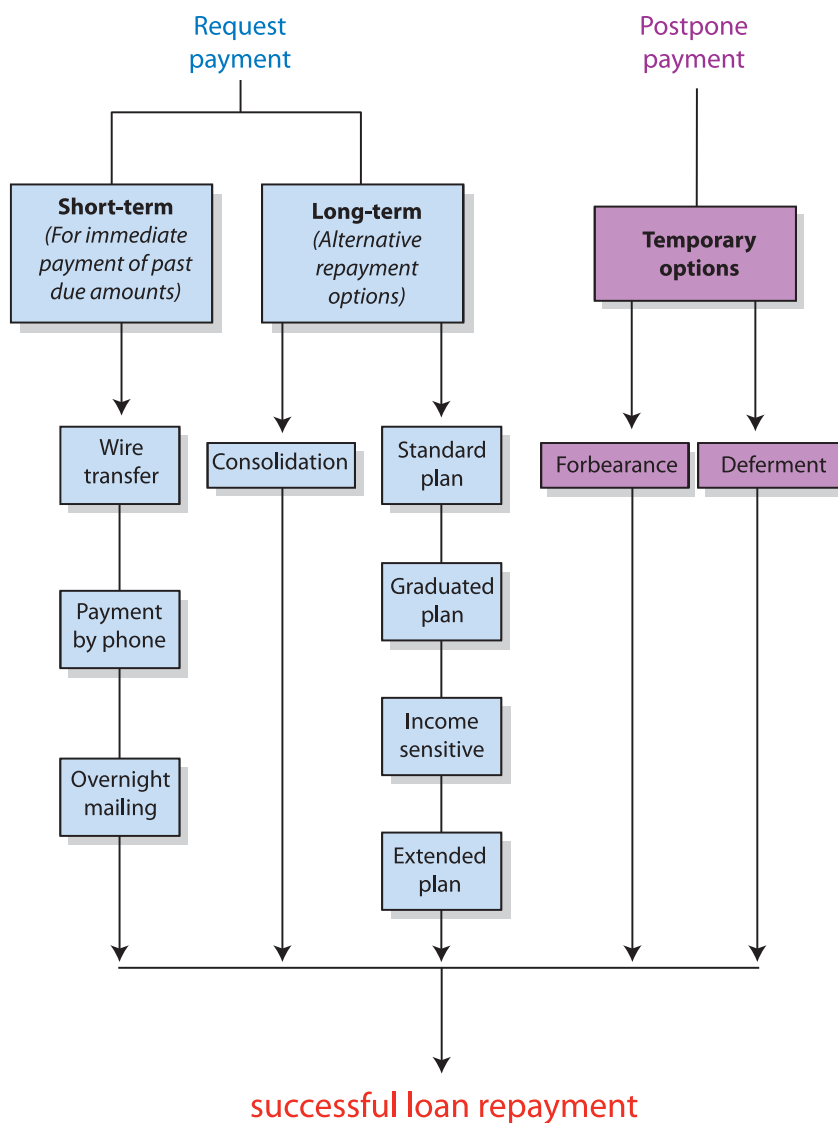 Request
payment
Postpone
payment
Short-term
(For immediate
payment of past
due amounts)
Long-term
(Alternative
repayment
options)
Temporary
options
Wire
transfer
Consolidation
Standard
plan
Forbearance
Deferment
Payment
by phone
Graduated
plan
Income
sensitive
Overnight
mailing
Extended
plan
successful loan repayment